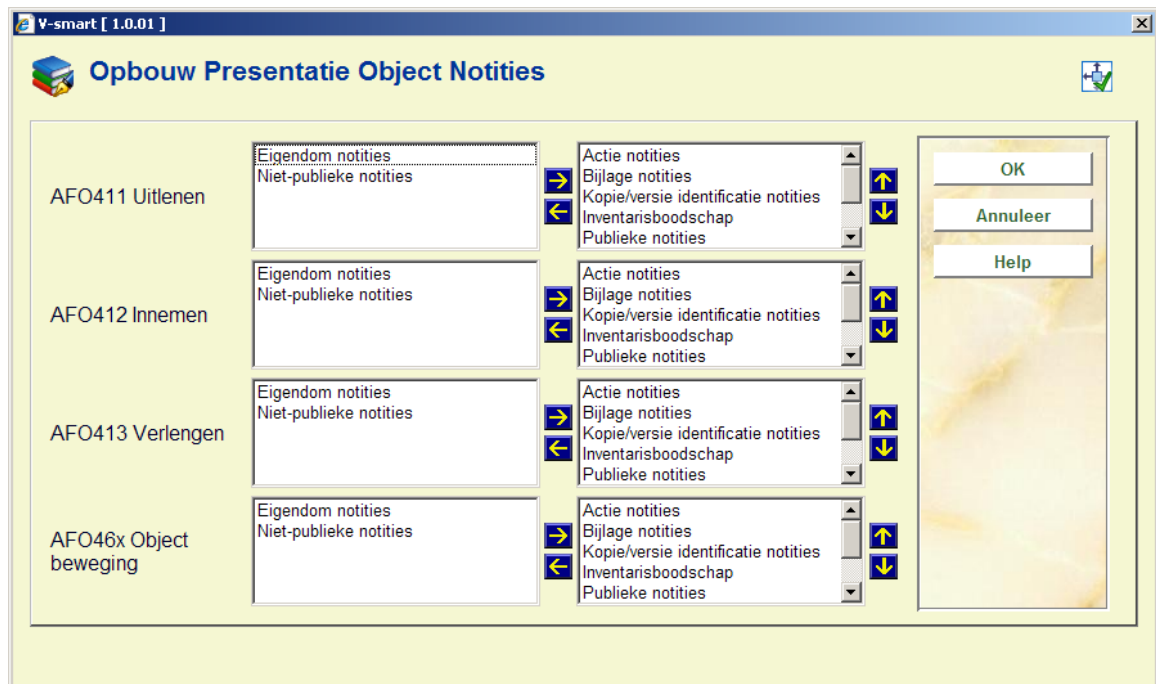 V-smart [ 1.0.01 ]
Opbouw Presentatie Object Notities
AFO411 Uitlenen
Eigendom notities
Niet-publieke notities
Actie notities
Bijlage notities
Kopie/versie identificatie notities
Inventarisboodschap
Publieke notities
AFO412 Innemen
Eigendom notities
Niet-publieke notities
Actie notities
Bijlage notities
Kopie/versie identificatie notities
Inventarisboodschap
Publieke notities
AFO413 Verlengen
Eigendom notities
Niet-publieke notities
Actie notities
Bijlage notities
Kopie/versie identificatie notities
Inventarisboodschap
Publieke notities
AFO46x Object
beweging
Eigendom notities
Niet-publieke notities
Actie notities
Bijlage notities
Kopie/versie identificatie notities
Inventarisboodschap
Publieke notities
OK
Annuleer
Help